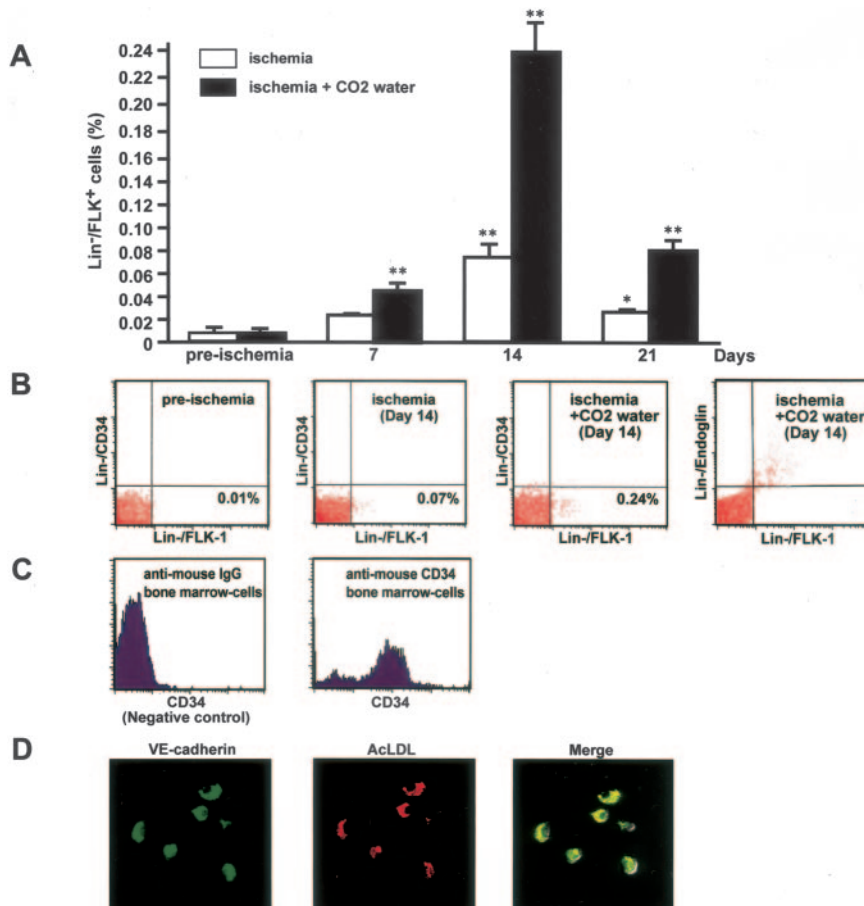 A
ischemia
ischemia + CO2 water
Lin-/FLK+ cells (%)
0.24
0.22
0.20
0.18
0.16
0.14
0.12
0.10
0.08
0.06
0.04
0.02
0
**
**
**
*
**
pre-ischemia 7 14 21 Days
B
Lin-/CD34
pre-ischemia
0.01%
Lin-/FLK-1
Lin-/CD34
ischemia
(Day 14)
0.07%
Lin-/FLK-1
Lin-/CD34
ischemia
+CO2 water
(Day 14)
0.24%
Lin-/FLK-1
Lin-/Endoglin
ischemia
+CO2 water
(Day 14)
Lin-/FLK-1
C
anti-mouse IgG
bone marrow-cells
CD34
(Negative control)
anti-mouse CD34
bone marrow-cells
CD34
D
VE-cadherin
AcLDL
Merge